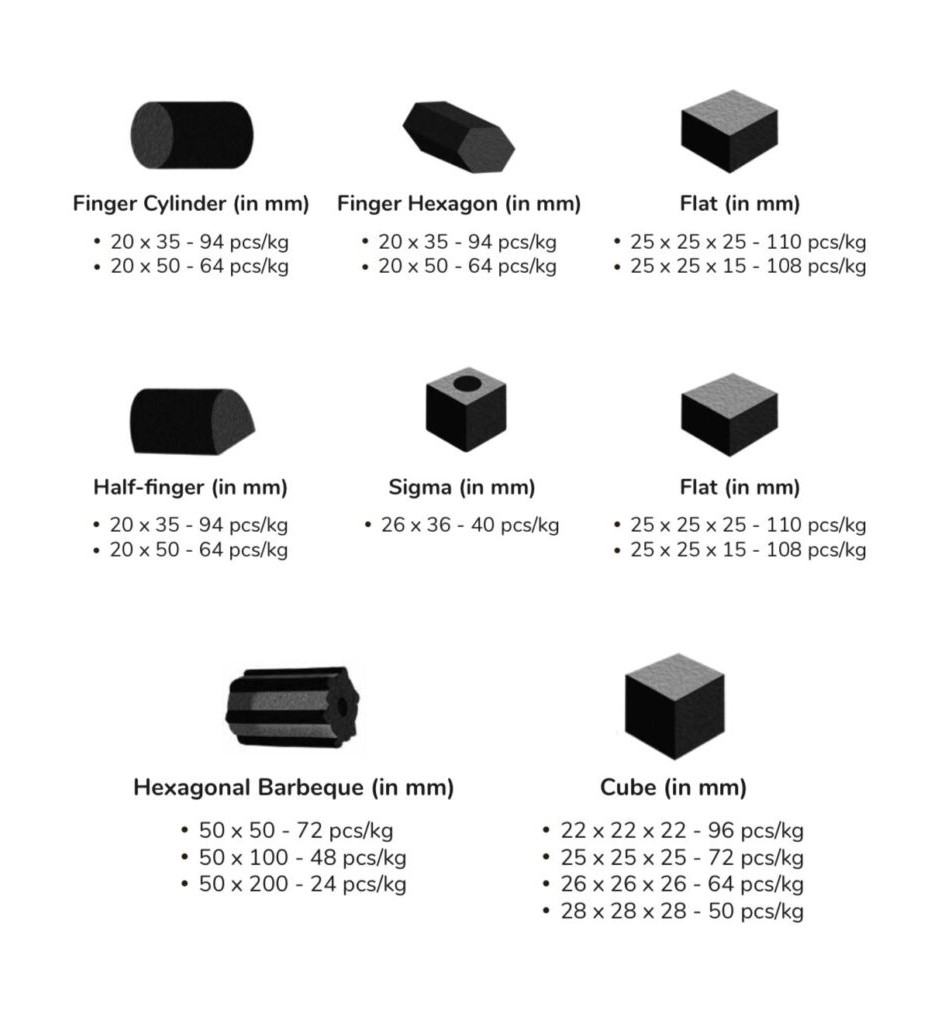 Finger Cylinder (in mm)
• 20 x 35 - 94 pcs/kg
• 20 x 50 - 64 pcs/kg
Finger Hexagon (in mm)
• 20 x 35 - 94 pcs/kg
• 20 x 50 - 64 pcs/kg
Flat (in mm)
• 25 x 25 x 25 - 110 pcs/kg
• 25 x 25 x 15 - 108 pcs/kg
Half-finger (in mm)
• 20 x 35 - 94 pcs/kg
• 20 x 50 - 64 pcs/kg
Sigma (in mm)
• 26 x 36 - 40 pcs/kg
Flat (in mm)
• 25 x 25 x 25 - 110 pcs/kg
• 25 x 25 x 15 - 108 pcs/kg
Hexagonal Barbeque (in mm)
• 50 x 50 - 72 pcs/kg
• 50 x 100 - 48 pcs/kg
• 50 x 200 - 24 pcs/kg
Cube (in mm)
• 22 x 22 x 22 - 96 pcs/kg
• 25 x 25 x 25 - 72 pcs/kg
• 26 x 26 x 26 - 64 pcs/kg
• 28 x 28 x 28 - 50 pcs/kg